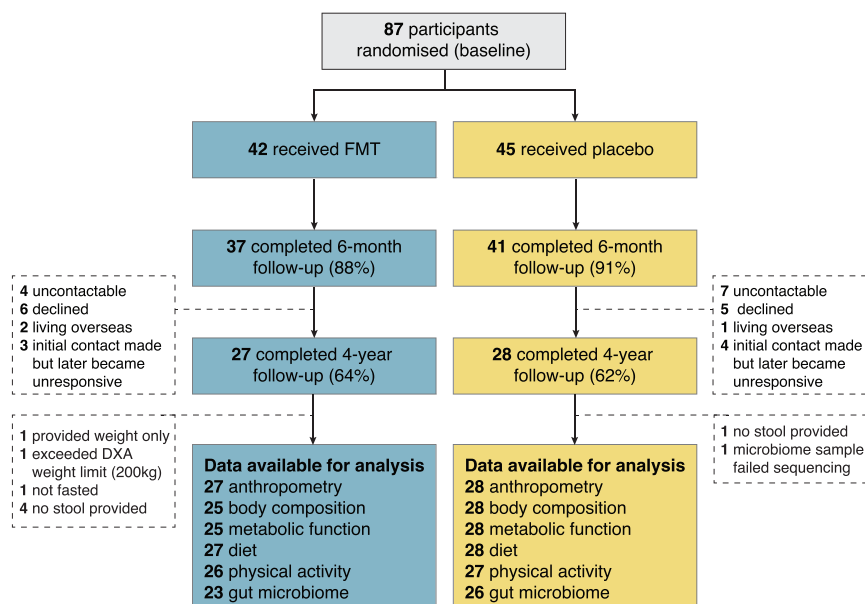 87 participants
randomised (baseline)
42 received FMT
45 received placebo
37 completed 6-month
follow-up (88%)
41 completed 6-month
follow-up (91%)
4 uncontactable
6 declined
2 living overseas
3 initial contact made
but later became
unresponsive
7 uncontactable
5 declined
1 living overseas
4 initial contact made
but later became
unresponsive
27 completed 4-year
follow-up (64%)
28 completed 4-year
follow-up (62%)
1 provided weight only
1 exceeded DXA
weight limit (200kg)
1 not fasted
4 no stool provided
1 no stool provided
1 microbiome sample
failed sequencing
Data available for analysis
27 anthropometry
25 body composition
25 metabolic function
27 diet
26 physical activity
23 gut microbiome
Data available for analysis
28 anthropometry
28 body composition
28 metabolic function
28 diet
27 physical activity
26 gut microbiome